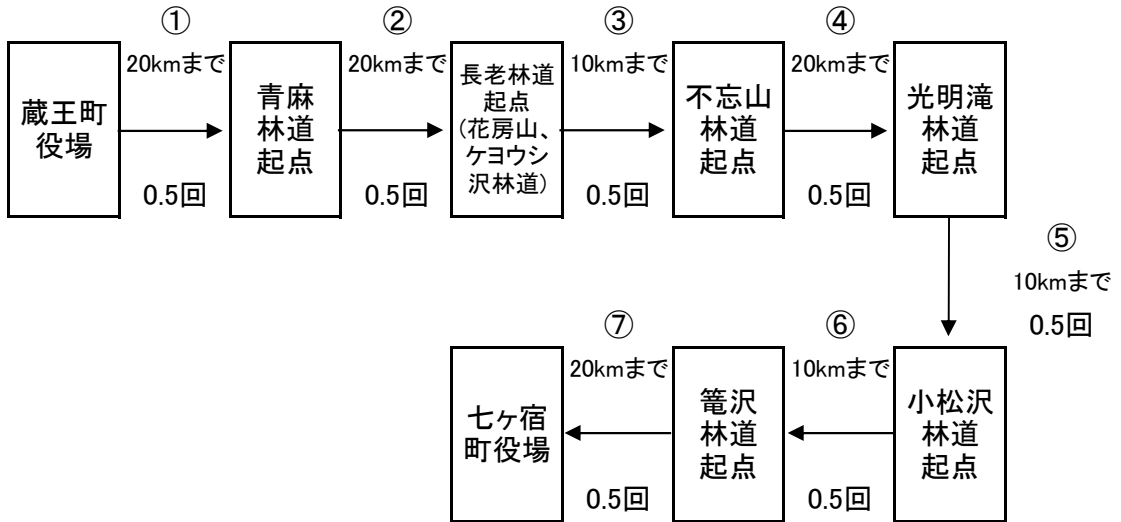 ①
20kmまで
0.5回
②
20kmまで
0.5回
③
10kmまで
0.5回
④
20kmまで
0.5回
蔵王町
役場
青麻
林道
起点
長老林道
起点
(花房山、
ケヨウシ
沢林道)
不忘山
林道
起点
光明滝
林道
起点
⑤
10kmまで
0.5回
⑦
20kmまで
0.5回
⑥
10kmまで
0.5回
七ヶ宿
町役場
篭沢
林道
起点
小松沢
林道
起点